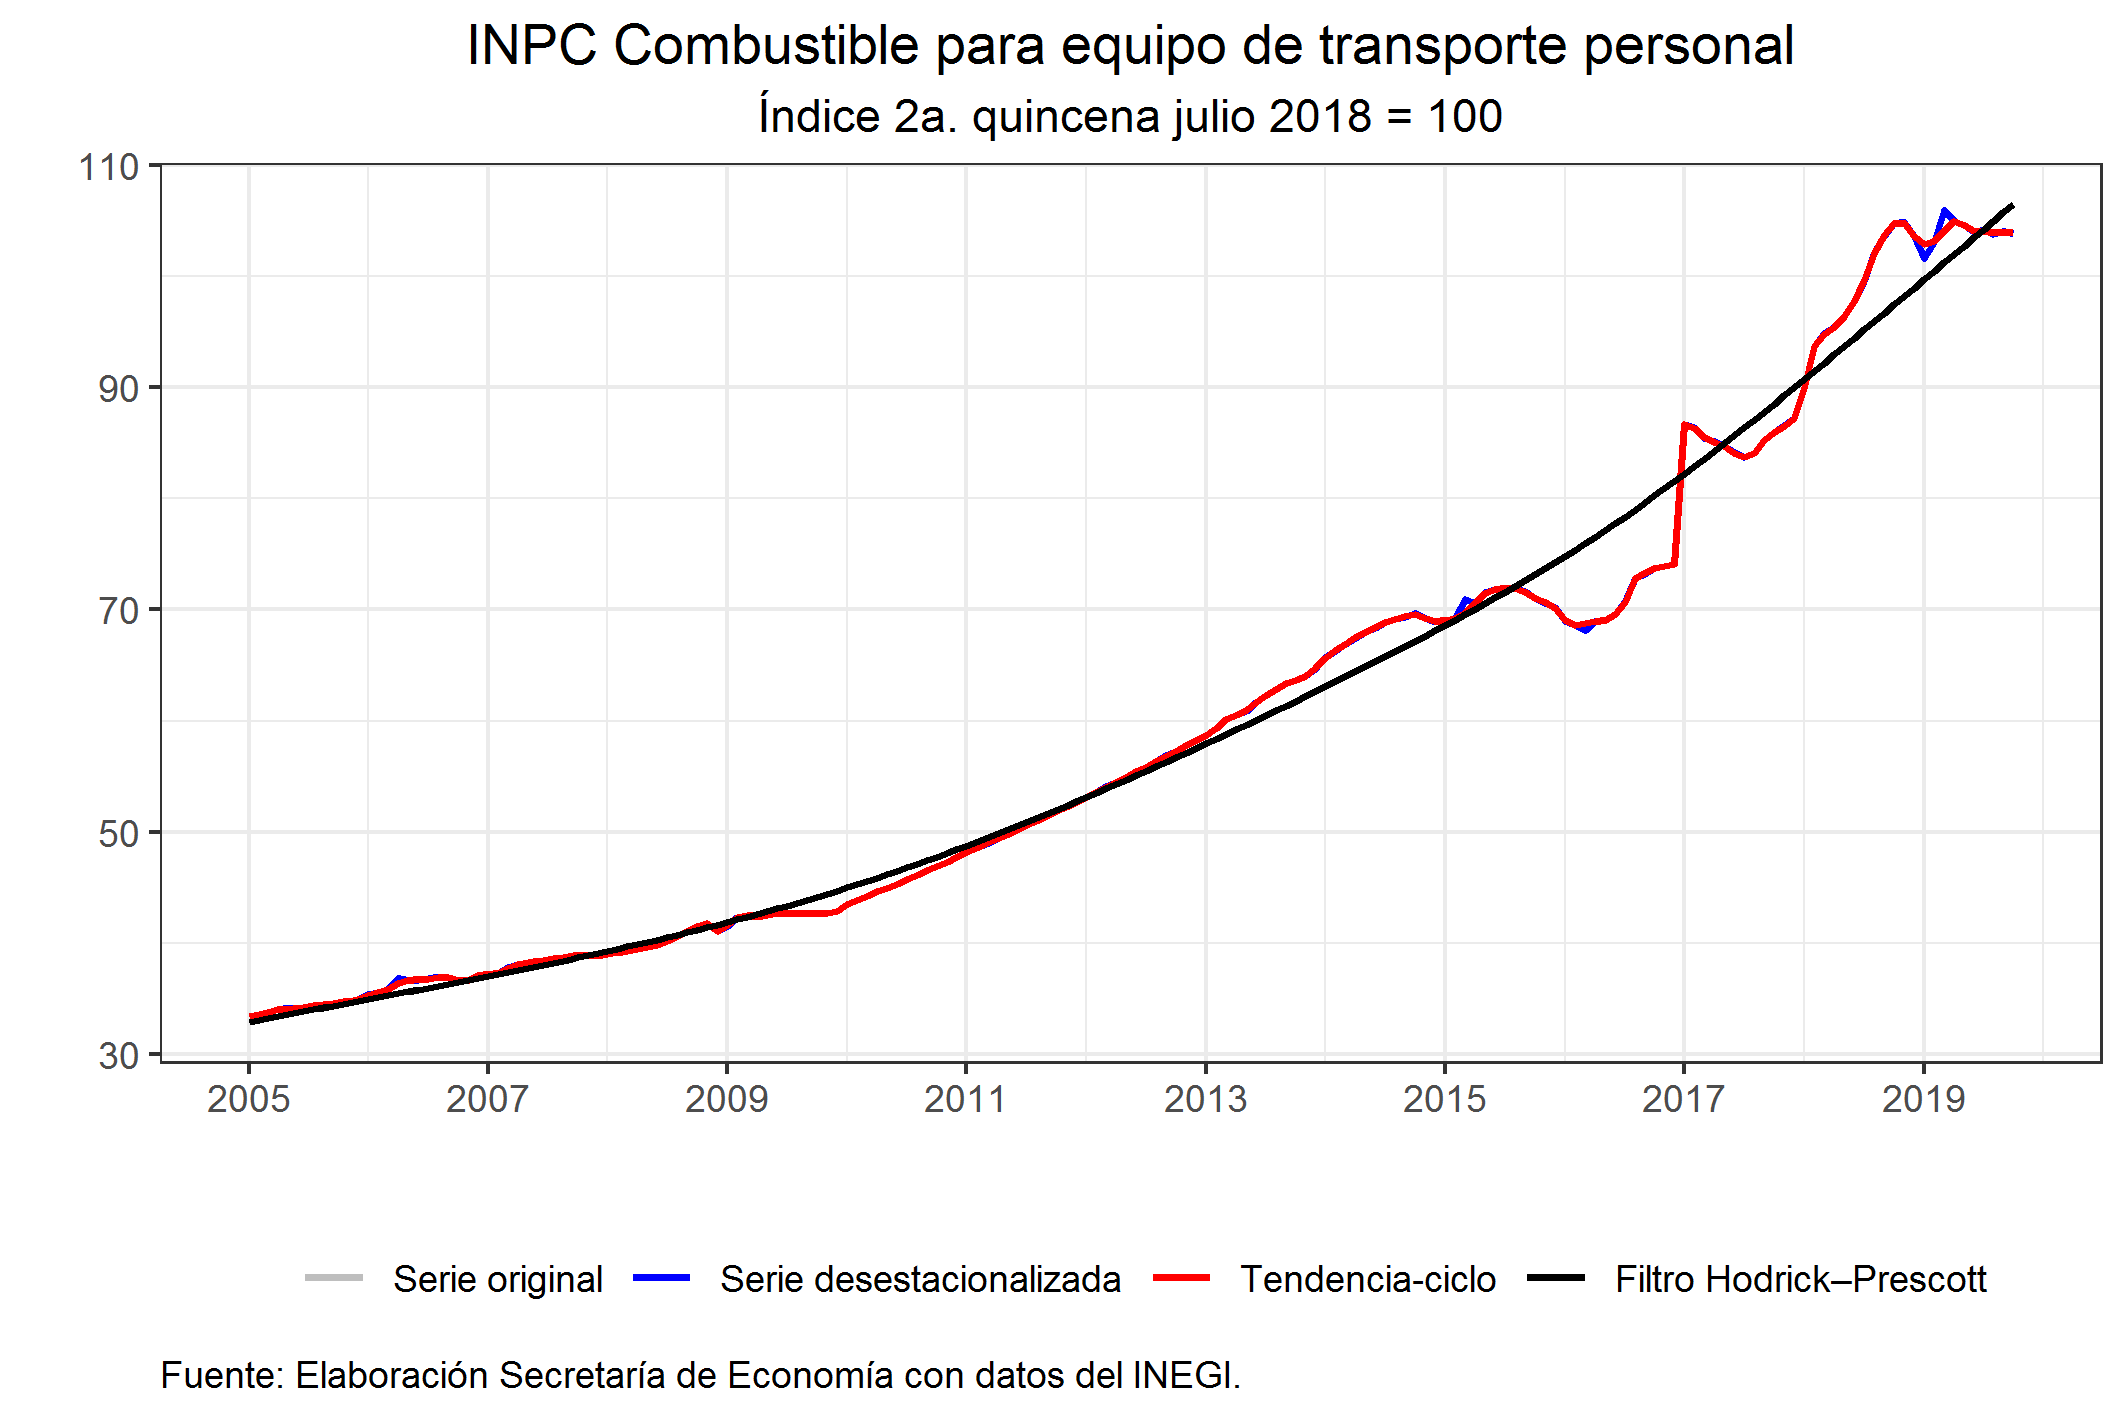 INPC Combustible para equipo de transporte personal
Índice 2a. quincena julio 2018 = 100
110
90
70
50
30
2005 2007 2009 2011 2013 2015 2017 2019
Serie original Serie desestacionalizada Tendencia-ciclo Filtro Hodrick–Prescott
Fuente: Elaboración Secretaría de Economía con datos del INEGI.